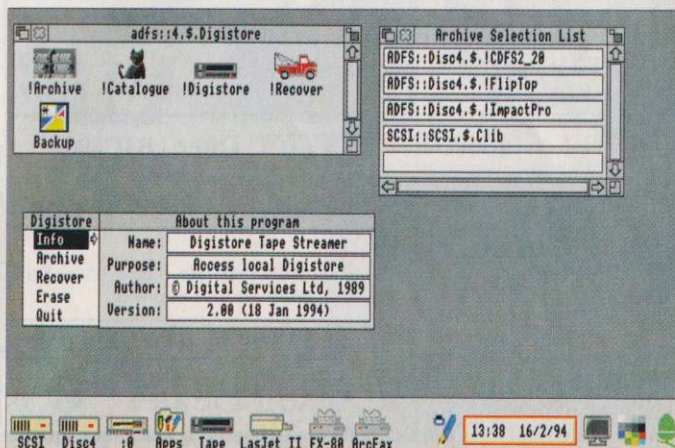 adfs::4.$.Digistore
!Archive !Catalogue !Digistore !Recover
Backup
Archive Selection List
ADFS::Disc4.$.!CDFS2_20
ADFS::Disc4.$.!FlipTop
ADFS::Disc4.$.!ImpactPro
SCSI::SCSI.$.Clib
Digistore
Info
Archive
Recover
Erase
Quit
About this program
Name: Digistore Tape Streamer
Purpose: Access local Digistore
Author: © Digital Services Ltd, 1989
Version: 2.00 (18 Jan 1994)
SCSI Disc4 :0 Apps Tape LasJet II FX-80 ArcFax
13:38 16/2/94